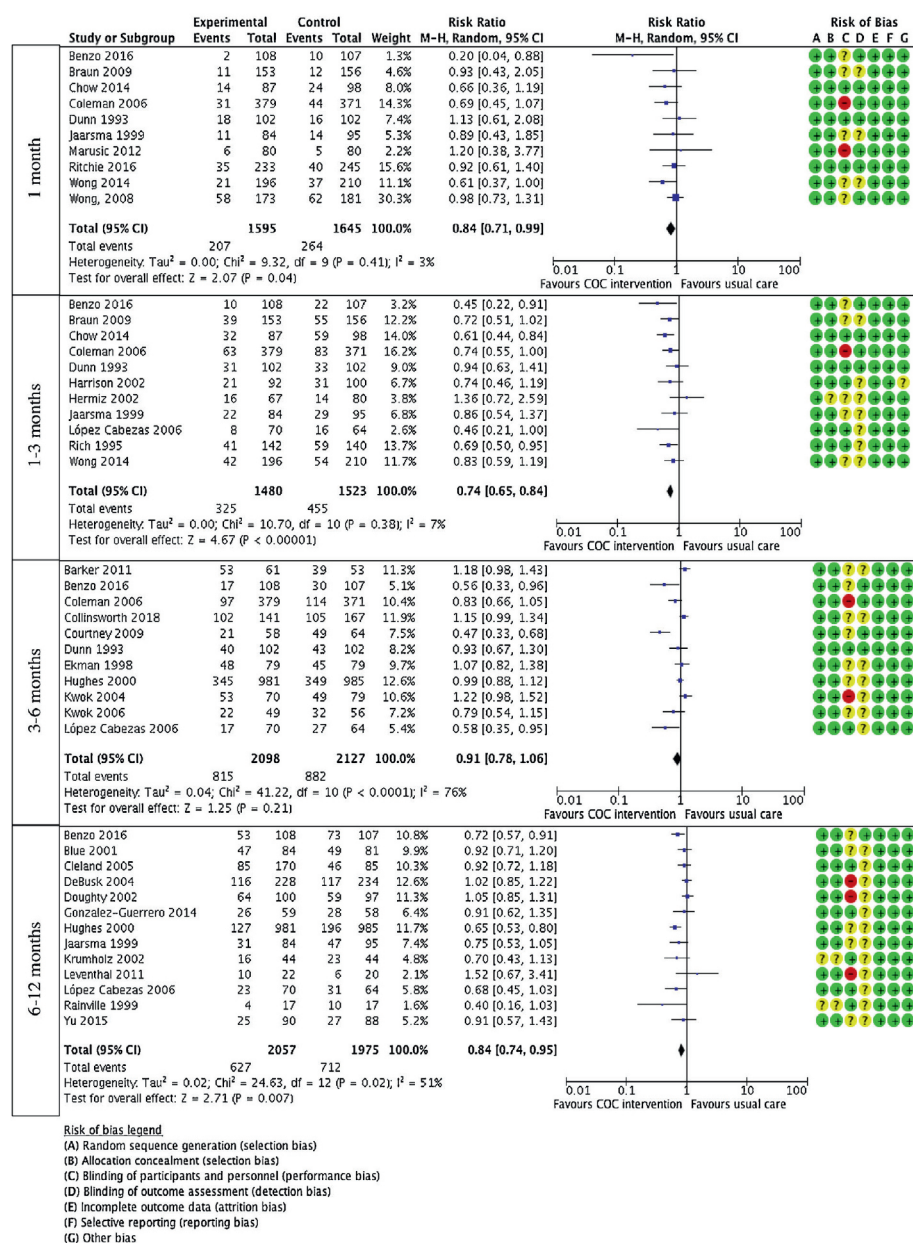 Experimental Control Risk Ratio Risk Ratio Risk of Bias
Study or Subgroup Events Total Events Total Weight M-H, Random, 95% CI M-H, Random, 95% CI A B C D E F G
1 month
Benzo 2016 2 108 10 107 1.3% 0.20 [0.04, 0.88] + + ? + + + +
Braun 2009 11 153 12 156 4.6% 0.93 [0.43, 2.05] + + ? ? + + +
Chow 2014 14 87 24 98 8.0% 0.66 [0.36, 1.19] + + + + + + +
Coleman 2006 31 379 44 371 14.3% 0.69 [0.45, 1.07] + + - + + + +
Dunn 1993 18 102 16 102 7.4% 1.13 [0.61, 2.08] + + + + + + +
Jaarsma 1999 11 84 14 95 5.4% 0.89 [0.43, 1.85] + + ? ? + + +
Marusic 2012 6 80 5 80 2.2% 1.20 [0.38, 3.77] + + - + + + +
Ritchie 2016 35 233 40 245 15.6% 0.92 [0.61, 1.40] + + + + + + +
Wong 2014 21 196 37 210 11.1% 0.61 [0.37, 1.00] + + ? ? + + +
Wong, 2008 58 173 62 181 30.3% 0.98 [0.73, 1.31] + + ? + + + +
Total (95% CI) 1595 1645 100.0% 0.84 [0.71, 0.99]
Total events 207 264
Heterogeneity: Tau² = 0.00; Chi² = 9.32, df = 9 (P = 0.41); I² = 3%
Test for overall effect: Z = 2.07 (P = 0.04)
0.01 0.1 1 10 100
Favours COC intervention Favours usual care
1-3 months
Benzo 2016 10 108 22 107 3.2% 0.45 [0.22, 0.91] + + ? + + + +
Braun 2009 39 153 55 156 12.2% 0.72 [0.51, 1.02] + + ? ? + + +
Chow 2014 32 87 59 98 14.0% 0.61 [0.44, 0.84] + + + + + + +
Coleman 2006 63 379 83 371 16.2% 0.74 [0.55, 1.00] + + - + + + +
Dunn 1993 31 102 33 102 9.0% 0.94 [0.63, 1.41] + + + + + + +
Harrison 2002 21 92 31 100 7.0% 0.74 [0.46, 1.19] + + + ? + + ?
Hermiz 2002 16 67 14 80 3.8% 1.36 [0.72, 2.59] + ? ? ? + + +
Jaarsma 1999 22 84 29 95 6.8% 0.86 [0.54, 1.37] + + ? ? + + +
López Cabezas 2006 8 70 16 64 2.6% 0.46 [0.21, 1.00] + + + ? + + +
Rich 1995 41 142 59 140 13.7% 0.69 [0.50, 0.95] + + ? ? + + +
Wong 2014 42 196 54 210 11.7% 0.83 [0.59, 1.19] + + ? ? + + +
Total (95% CI) 1480 1523 100.0% 0.74 [0.65, 0.84]
Total events 325 455
Heterogeneity: Tau² = 0.00; Chi² = 10.70, df = 10 (P = 0.38); I² = 7%
Test for overall effect: Z = 4.67 (P < 0.00001)
0.01 0.1 1 10 100
Favours COC intervention Favours usual care
3-6 months
Barker 2011 53 61 39 53 11.3% 1.18 [0.98, 1.43] + + ? ? + + +
Benzo 2016 17 108 30 107 5.1% 0.56 [0.33, 0.96] + + ? + + + +
Coleman 2006 97 379 114 371 10.4% 0.83 [0.66, 1.05] + + - + + + +
Collinsworth 2018 102 141 105 167 12.1% 1.15 [0.99, 1.34] + + ? ? + + +
Courtney 2009 21 58 49 64 7.5% 0.47 [0.33, 0.68] + + ? + + + +
Dunn 1993 40 102 43 102 8.2% 0.93 [0.67, 1.30] + + + + + + +
Ekman 1998 48 79 45 79 9.7% 1.07 [0.82, 1.38] + + ? ? + + +
Hughes 2000 345 981 349 985 12.6% 0.99 [0.88, 1.12] + + ? ? + + +
Kwok 2004 53 70 49 79 10.6% 1.22 [0.98, 1.52] + + - ? + + +
Kwok 2006 22 49 32 56 7.2% 0.79 [0.54, 1.15] + + ? ? + + +
López Cabezas 2006 17 70 27 64 5.4% 0.58 [0.35, 0.95] + + + ? + + +
Total (95% CI) 2098 2127 100.0% 0.91 [0.78, 1.06]
Total events 815 882
Heterogeneity: Tau² = 0.04; Chi² = 41.22, df = 10 (P < 0.0001); I² = 76%
Test for overall effect: Z = 1.25 (P = 0.21)
0.01 0.1 1 10 100
Favours COC intervention Favours usual care
6-12 months
Benzo 2016 53 108 73 107 10.8% 0.72 [0.57, 0.91] + + ? + + + +
Blue 2001 47 84 49 81 9.9% 0.92 [0.71, 1.20] + + + ? + + +
Cleland 2005 85 170 46 85 10.3% 0.92 [0.72, 1.18] + + + ? + + +
DeBusk 2004 116 228 117 234 12.6% 1.02 [0.85, 1.22] + + - ? + + +
Doughty 2002 64 100 59 97 11.3% 1.05 [0.85, 1.31] + + - ? + + +
Gonzalez-Guerrero 2014 26 59 28 58 6.4% 0.91 [0.62, 1.35] + + + ? + + +
Hughes 2000 127 981 196 985 11.7% 0.65 [0.53, 0.80] + + ? ? + + +
Jaarsma 1999 31 84 47 95 7.4% 0.75 [0.53, 1.05] + + ? ? + + +
Krumholz 2002 16 44 23 44 4.8% 0.70 [0.43, 1.13] ? ? + ? + + +
Leventhal 2011 10 22 6 20 2.1% 1.52 [0.67, 3.41] + + - ? + + +
López Cabezas 2006 23 70 31 64 5.8% 0.68 [0.45, 1.03] + + + ? + + +
Rainville 1999 4 17 10 17 1.6% 0.40 [0.16, 1.03] ? ? + ? + + +
Yu 2015 25 90 27 88 5.2% 0.91 [0.57, 1.43] + + ? ? + + +
Total (95% CI) 2057 1975 100.0% 0.84 [0.74, 0.95]
Total events 627 712
Heterogeneity: Tau² = 0.02; Chi² = 24.63, df = 12 (P = 0.02); I² = 51%
Test for overall effect: Z = 2.71 (P = 0.007)
0.01 0.1 1 10 100
Favours COC intervention Favours usual care
Risk of bias legend
(A) Random sequence generation (selection bias)
(B) Allocation concealment (selection bias)
(C) Blinding of participants and personnel (performance bias)
(D) Blinding of outcome assessment (detection bias)
(E) Incomplete outcome data (attrition bias)
(F) Selective reporting (reporting bias)
(G) Other bias